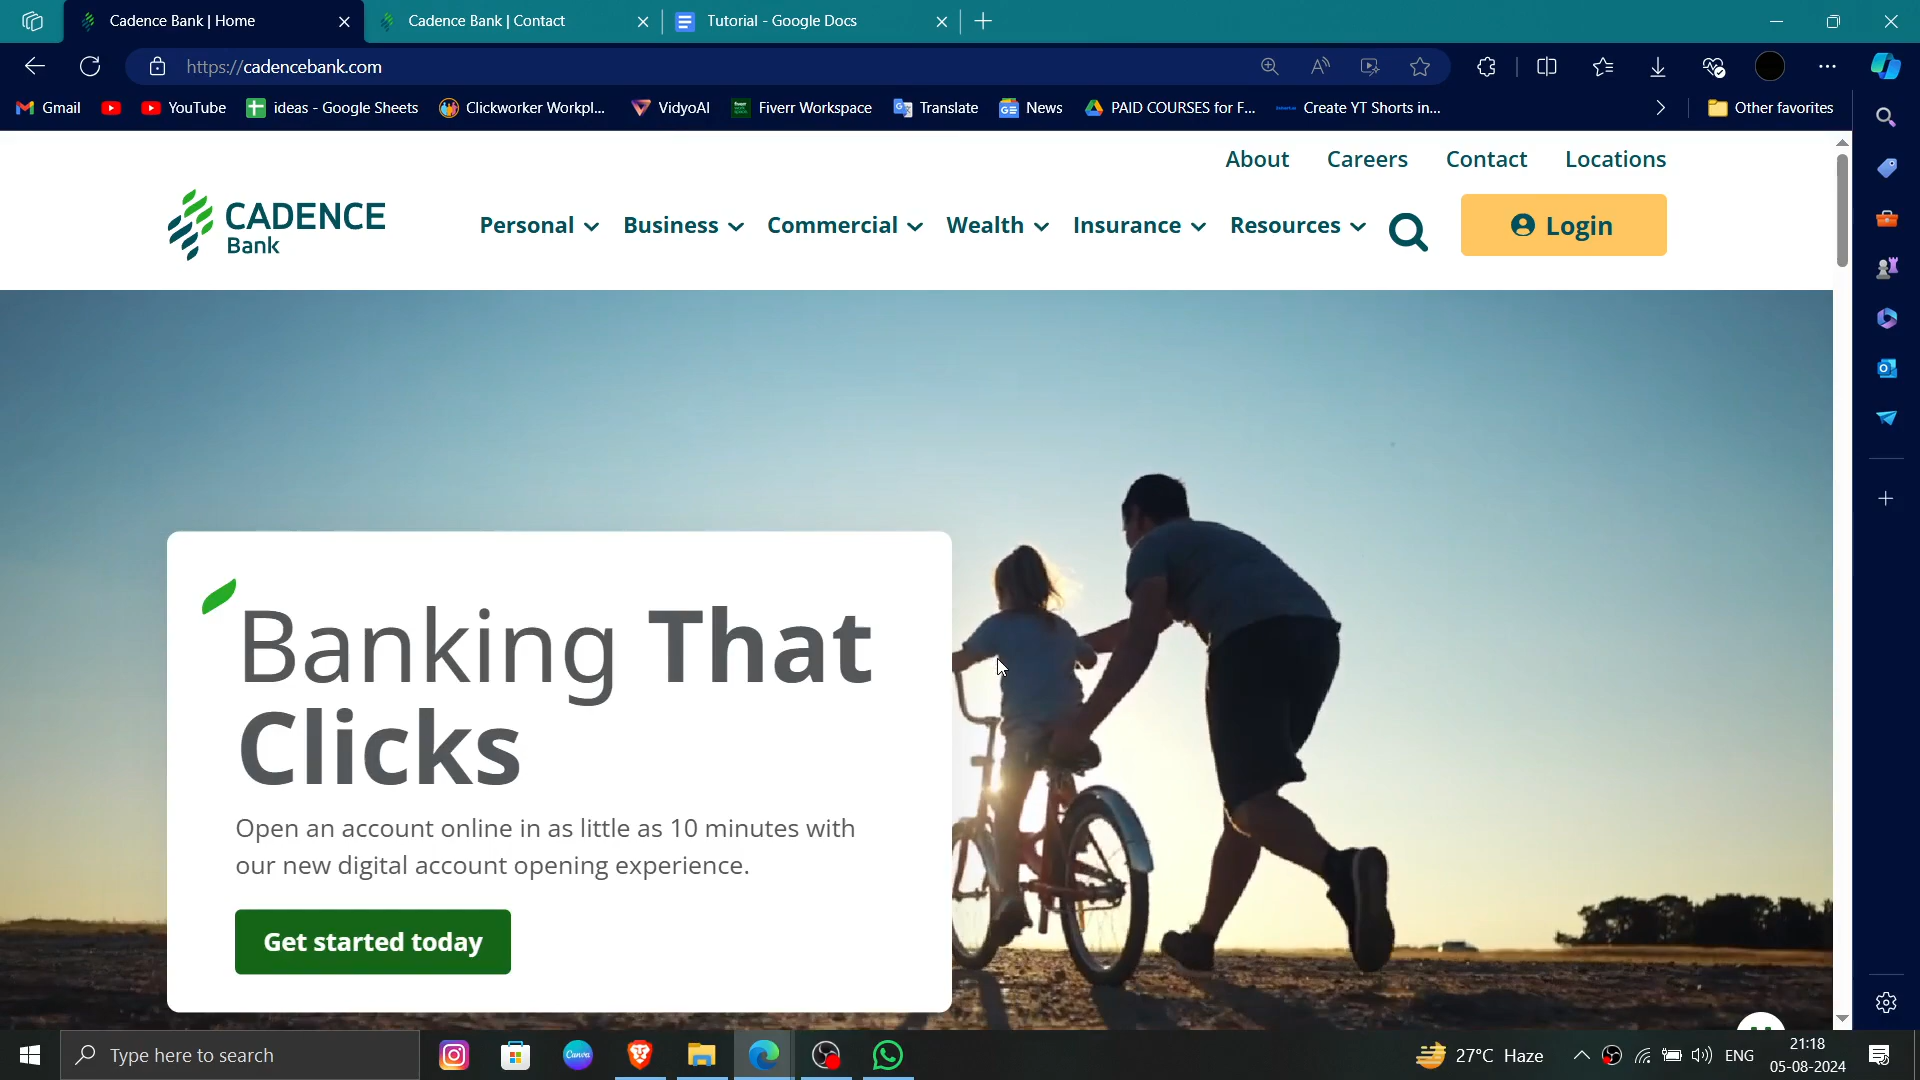 Cadence Bank | Home
Cadence Bank | Contact
Tutorial - Google Docs
https://cadencebank.com
Gmail
YouTube
ideas - Google Sheets
Clickworker Workpl...
VidyoAI
Fiverr Workspace
Translate
News
PAID COURSES for F...
Create YT Shorts in...
Other favorites
About
Careers
Contact
Locations
CADENCE
Bank
Personal
Business
Commercial
Wealth
Insurance
Resources
Login
Banking That
Clicks
Open an account online in as little as 10 minutes with
our new digital account opening experience.
Get started today
Type here to search
Canva
27°C Haze
ENG
21:18
05-08-2024